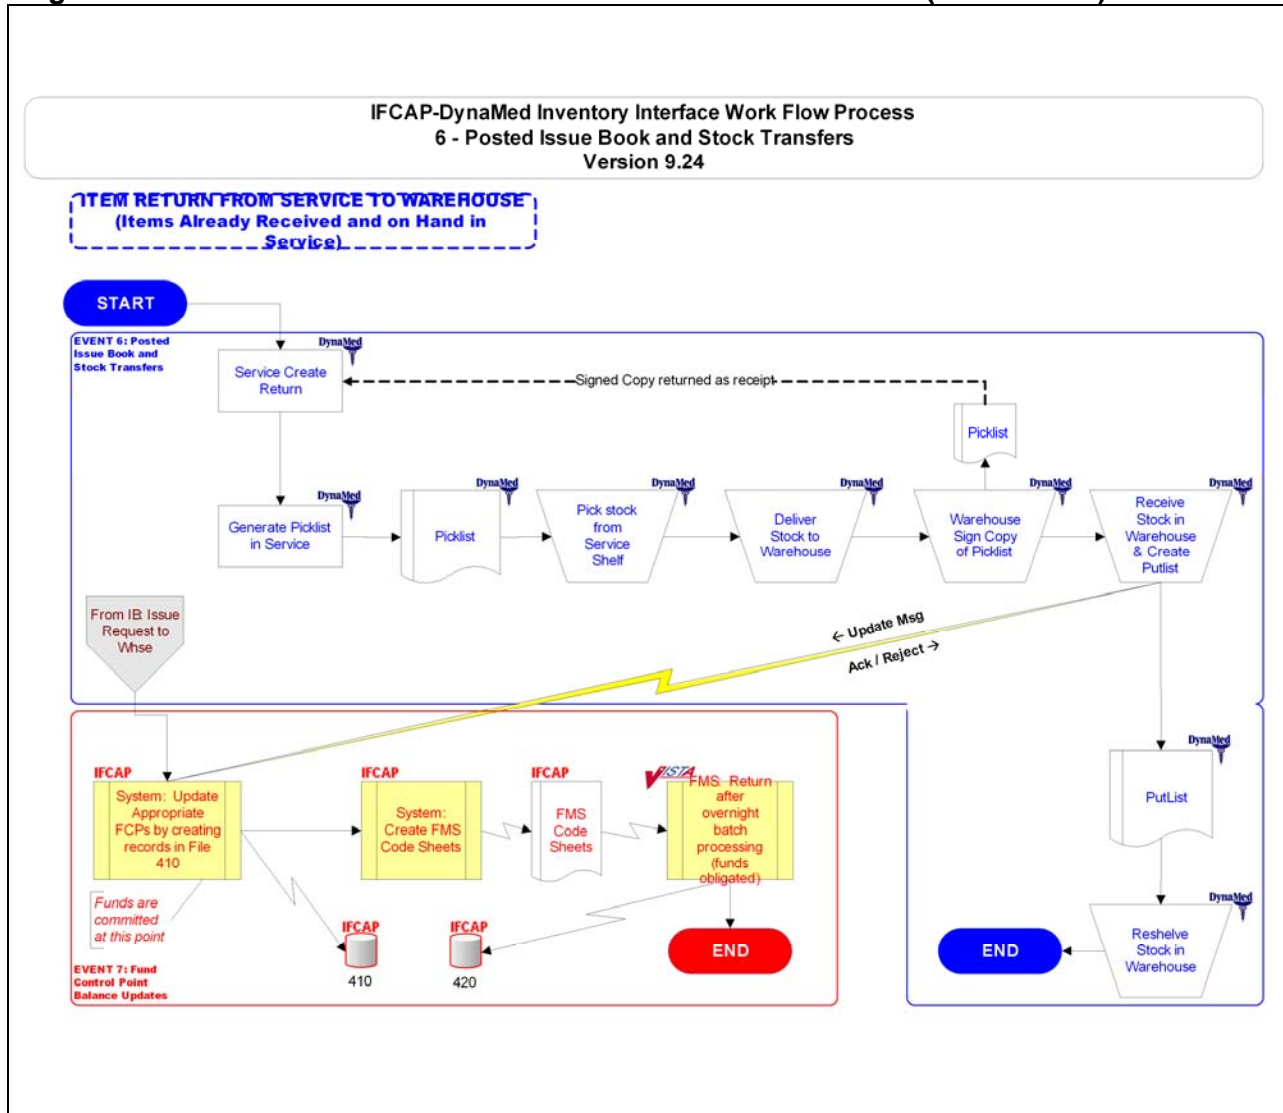 IFCAP-DynaMed Inventory Interface Work Flow Process
6 - Posted Issue Book and Stock Transfers
Version 9.24
ITEM RETURN FROM SERVICE TO WAREHOUSE
(Items Already Received and on Hand in
Service)
START
EVENT 6: Posted
Issue Book and
Stock Transfers
DynaMed
Service Create
Return
Signed Copy returned as receipt
Picklist
DynaMed
Generate Picklist
in Service
DynaMed
Picklist
DynaMed
Pick stock
from
Service
Shelf
DynaMed
Deliver
Stock to
Warehouse
DynaMed
Warehouse
Sign Copy
of Picklist
DynaMed
Receive
Stock in
Warehouse
& Create
Putlist
From IB: Issue
Request to
Whse
← Update Msg
Ack / Reject →
IFCAP
System: Update
Appropriate
FCPs by creating
records in File
410
IFCAP
System:
Create FMS
Code Sheets
IFCAP
FMS
Code
Sheets
VISTA
FMS: Return
after
overnight
batch
processing
(funds
obligated)
DynaMed
PutList
Funds are
committed
at this point
IFCAP
410
IFCAP
420
END
DynaMed
Reshelve
Stock in
Warehouse
END
EVENT 7: Fund
Control Point
Balance Updates